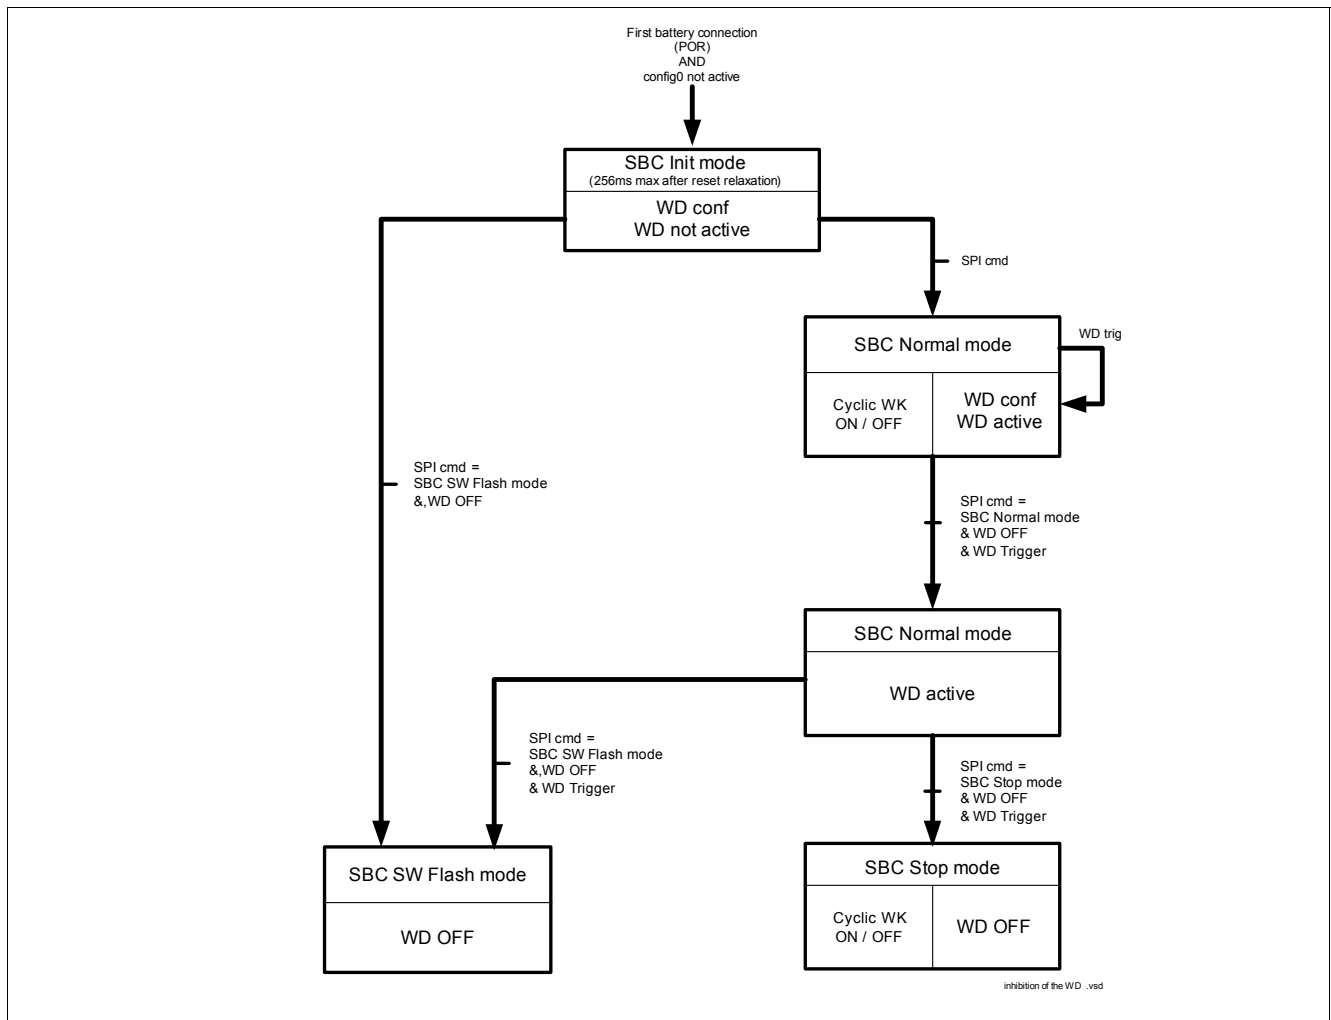 First battery connection
(POR)
AND
config0 not active
SBC Init mode
(256ms max after reset relaxation)
WD conf
WD not active
SPI cmd
SBC Normal mode
WD trig
Cyclic WK
ON / OFF
WD conf
WD active
SPI cmd =
SBC SW Flash mode
&,WD OFF
SPI cmd =
SBC Normal mode
& WD OFF
& WD Trigger
SBC Normal mode
WD active
SPI cmd =
SBC SW Flash mode
&,WD OFF
& WD Trigger
SPI cmd =
SBC Stop mode
& WD OFF
& WD Trigger
SBC SW Flash mode
WD OFF
SBC Stop mode
Cyclic WK
ON / OFF
WD OFF
inhibition of the WD .vsd